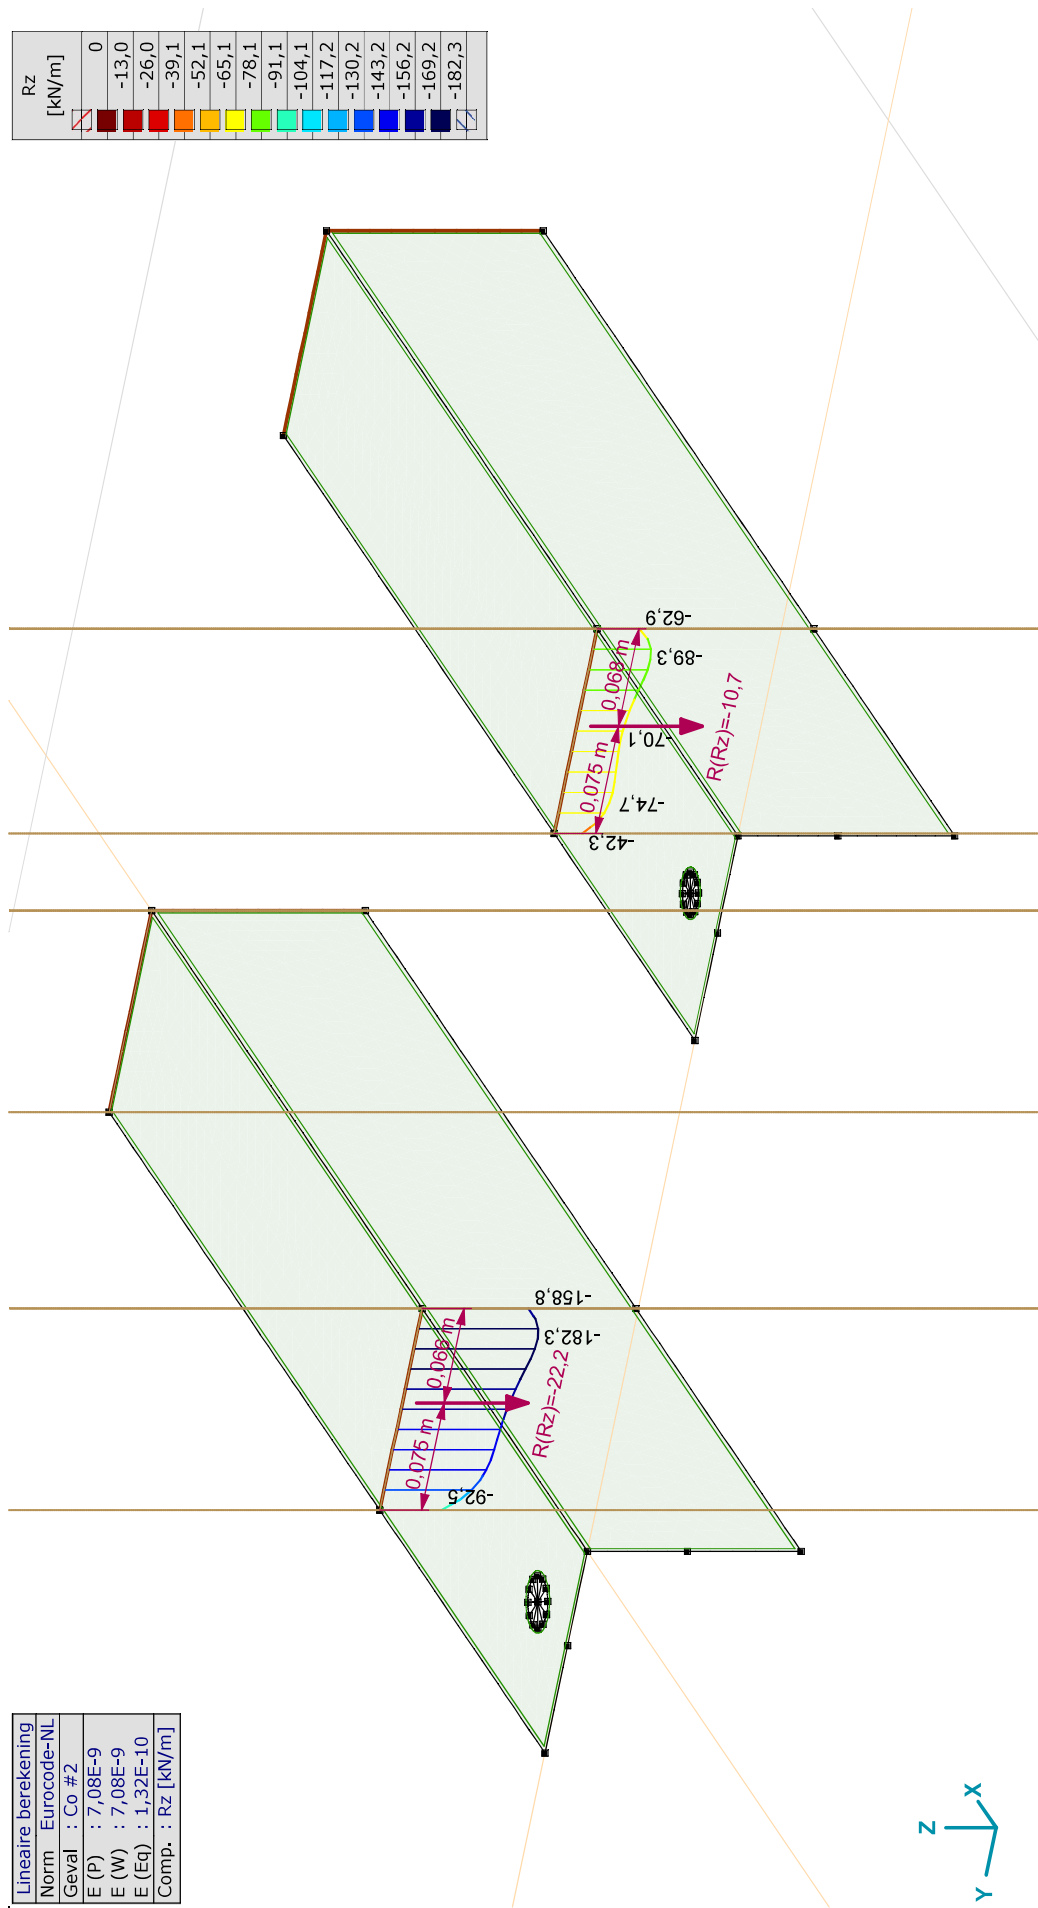 Rz
[kN/m]
0
-13,0
-26,0
-39,1
-52,1
-65,1
-78,1
-91,1
-104,1
-117,2
-130,2
-143,2
-156,2
-169,2
-182,3
-62,9
-89,3
0,068 m
-70,1
R(Rz)=-10,7
0,075 m
-74,7
-42,3
-158,8
-182,3
0,066 m
R(Rz)=-22,2
0,075 m
-92,5
Lineaire berekening
Norm Eurocode-NL
Geval : Co #2
E (P) : 7,08E-9
E (W) : 7,08E-9
E (Eq) : 1,32E-10
Comp. : Rz [kN/m]
Z
X
Y